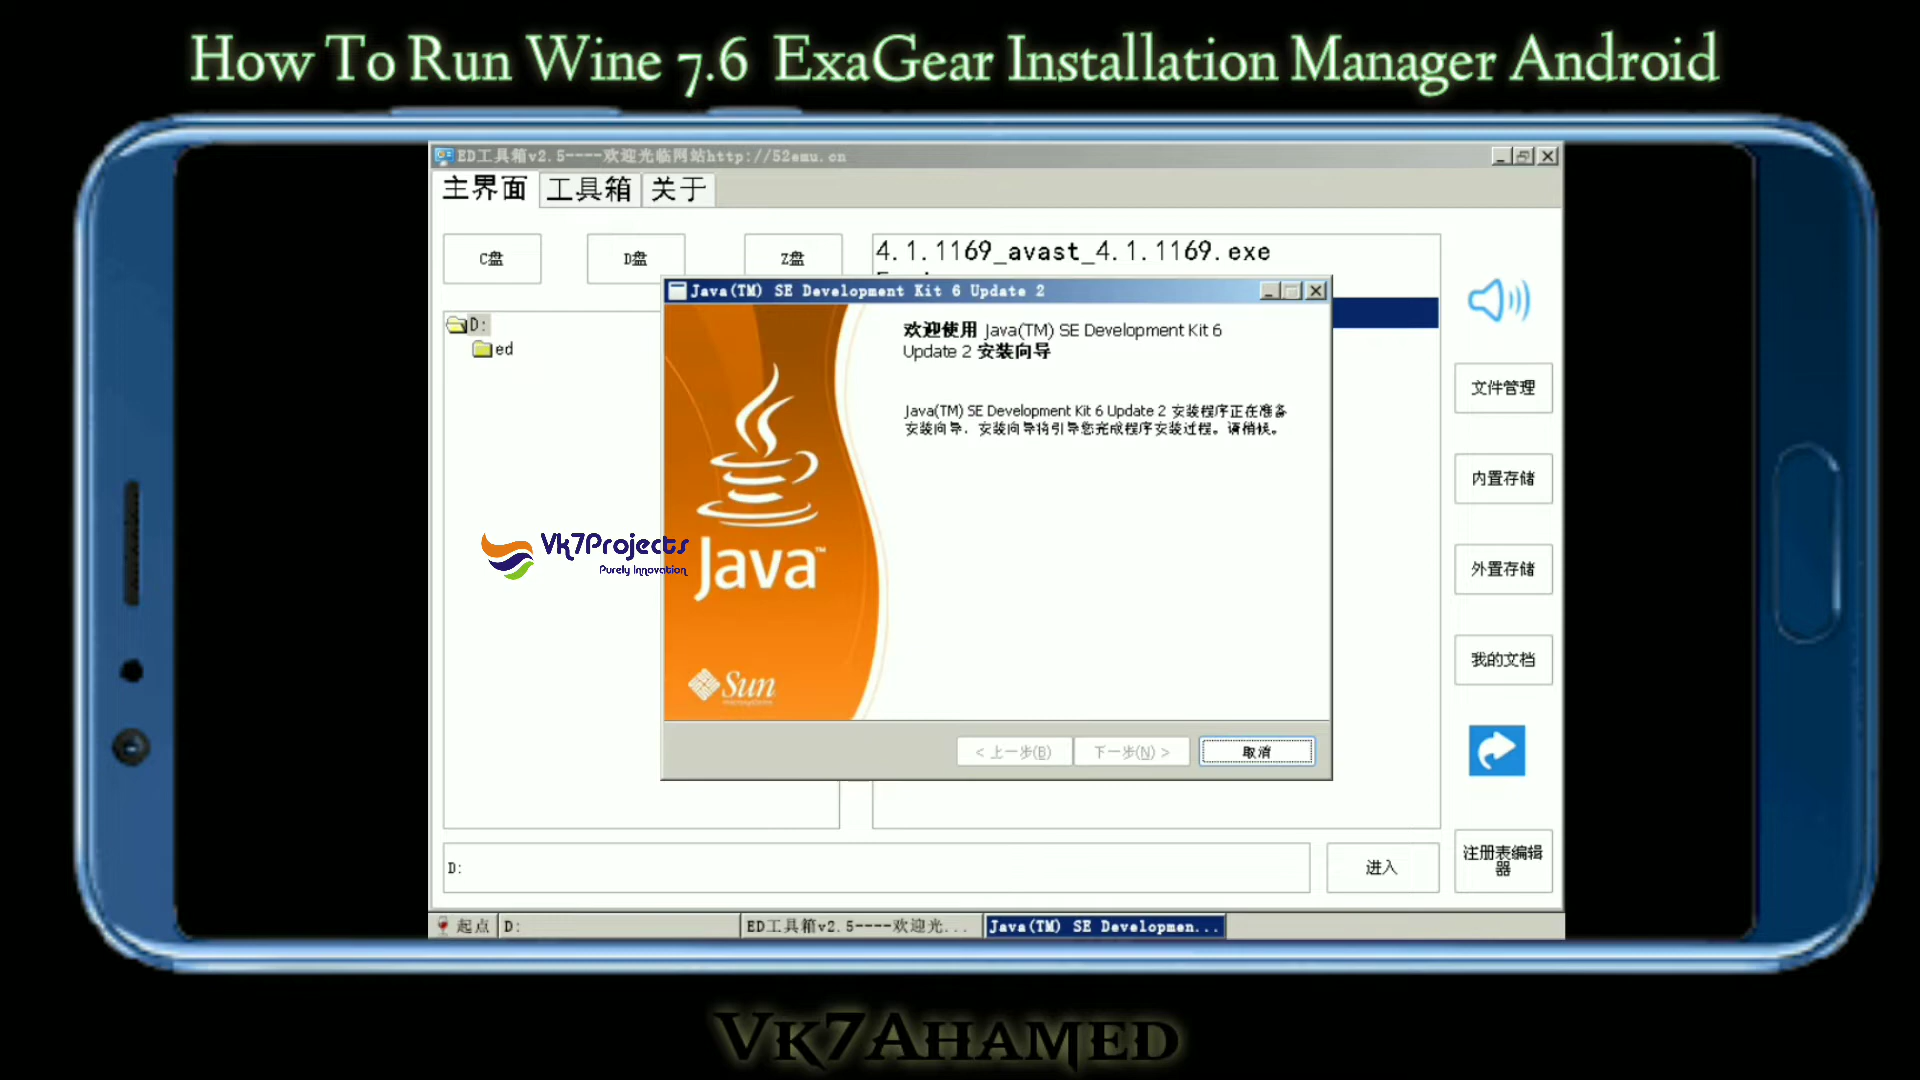 How To Run Wine 7.6 ExaGear Installation Manager Android
ED工具箱v2.5----欢迎光临网站http://52emu.cn
主界面 工具箱 关于
C盘 D盘 Z盘
4.1.1169_avast_4.1.1169.exe
Java(TM) SE Development Kit 6 Update 2
D:
ed
欢迎使用 Java(TM) SE Development Kit 6
Update 2 安装向导
Java(TM) SE Development Kit 6 Update 2 安装程序正在准备
安装向导，安装向导将引导您完成程序安装过程。请稍候。
文件管理
内置存储
外置存储
我的文档
Vk7Projects
Purely Innovation
Java™
Sun
microsystems
< 上一步(B) 下一步(N) > 取消
D:
进入
注册表编辑
器
起点 D: ED工具箱v2.5----欢迎光... Java(TM) SE Developmen...
Vk7Ahamed